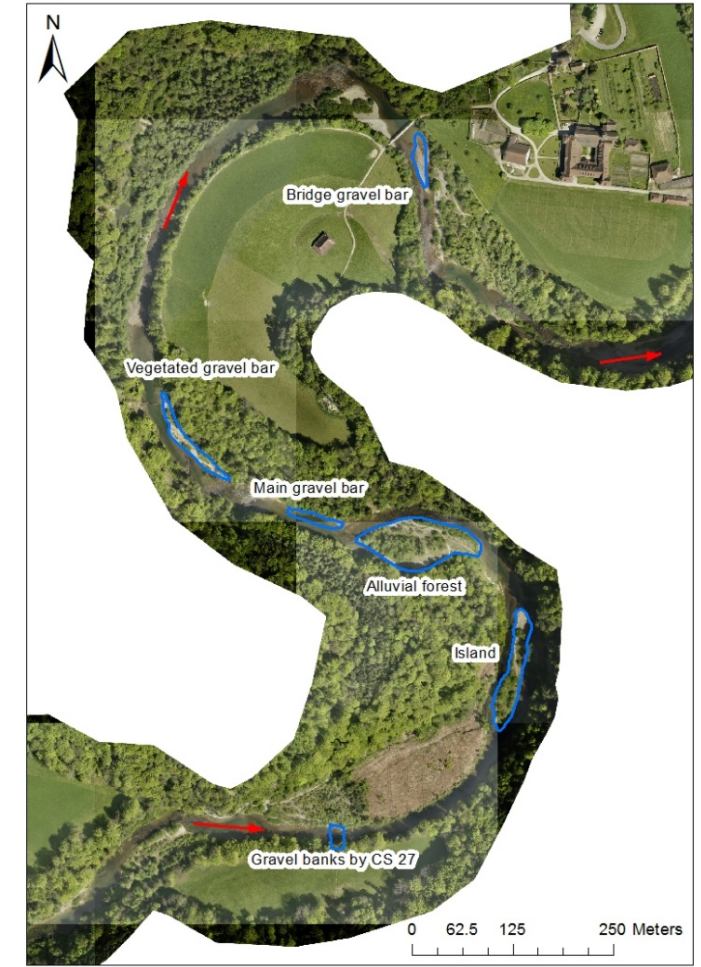 N
Bridge gravel bar
Vegetated gravel bar
Main gravel bar
Alluvial forest
Island
Gravel banks by CS 27
0 62.5 125 250 Meters